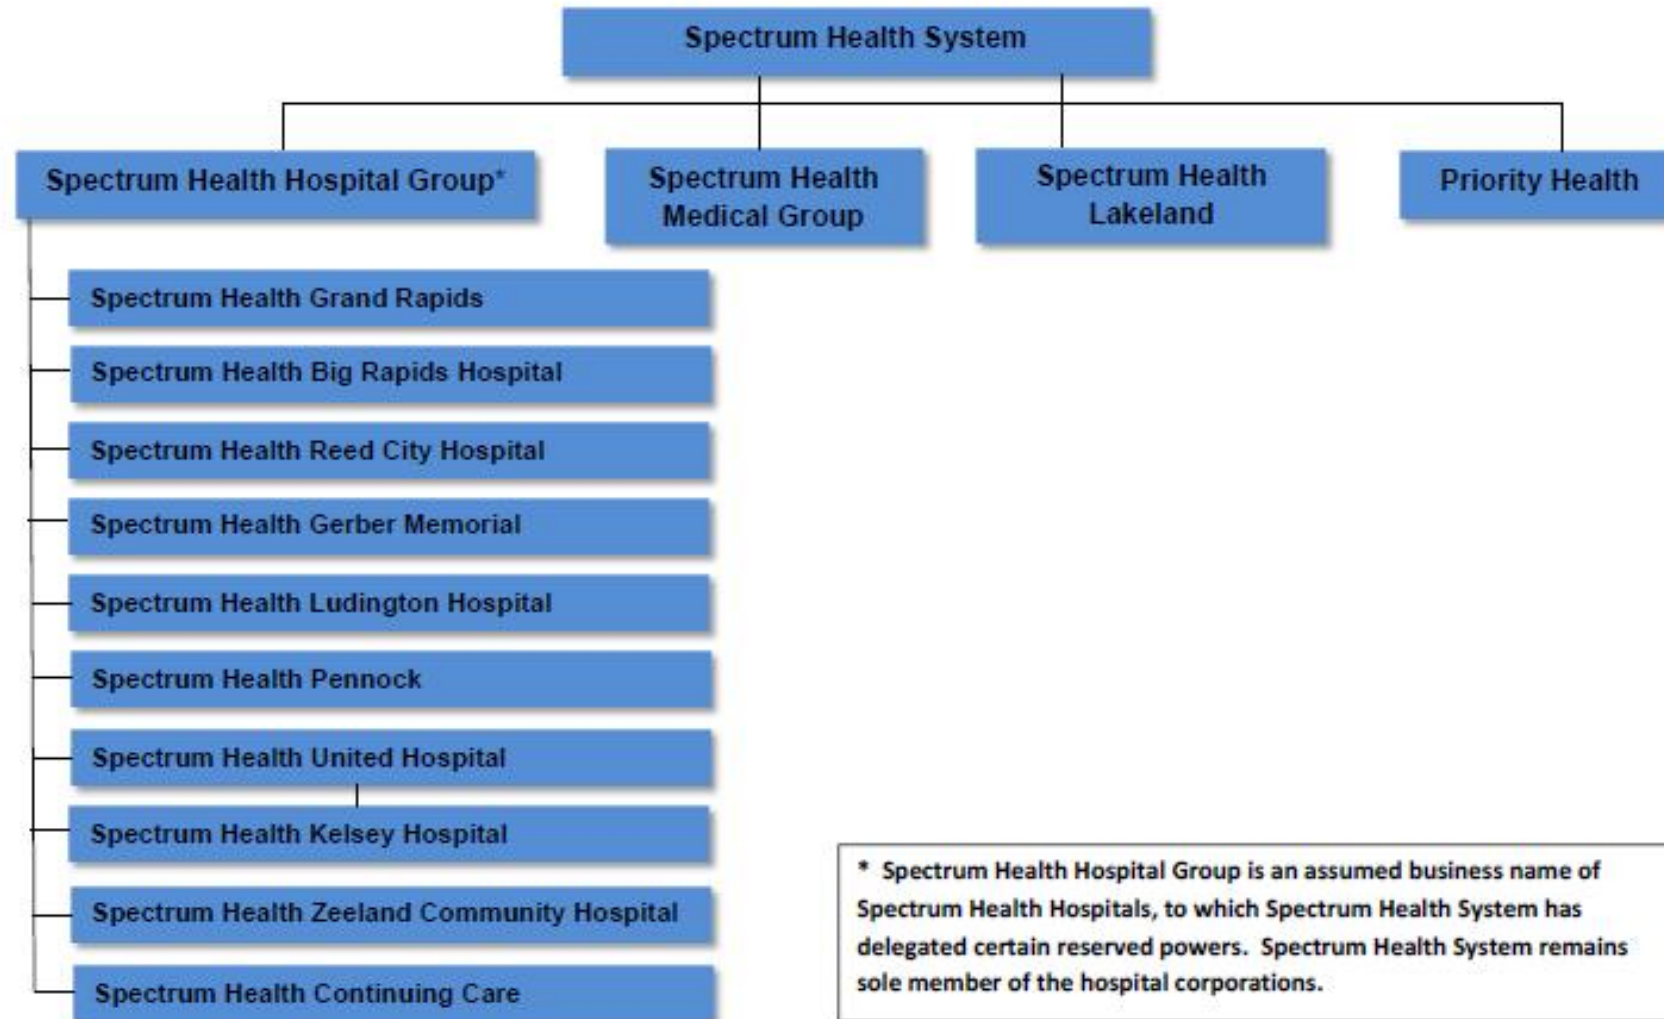 Spectrum Health System
Spectrum Health Hospital Group*
Spectrum Health
Medical Group
Spectrum Health
Lakeland
Priority Health
Spectrum Health Grand Rapids
Spectrum Health Big Rapids Hospital
Spectrum Health Reed City Hospital
Spectrum Health Gerber Memorial
Spectrum Health Ludington Hospital
Spectrum Health Pennock
Spectrum Health United Hospital
Spectrum Health Kelsey Hospital
Spectrum Health Zeeland Community Hospital
Spectrum Health Continuing Care
* Spectrum Health Hospital Group is an assumed business name of
Spectrum Health Hospitals, to which Spectrum Health System has
delegated certain reserved powers. Spectrum Health System remains
sole member of the hospital corporations.